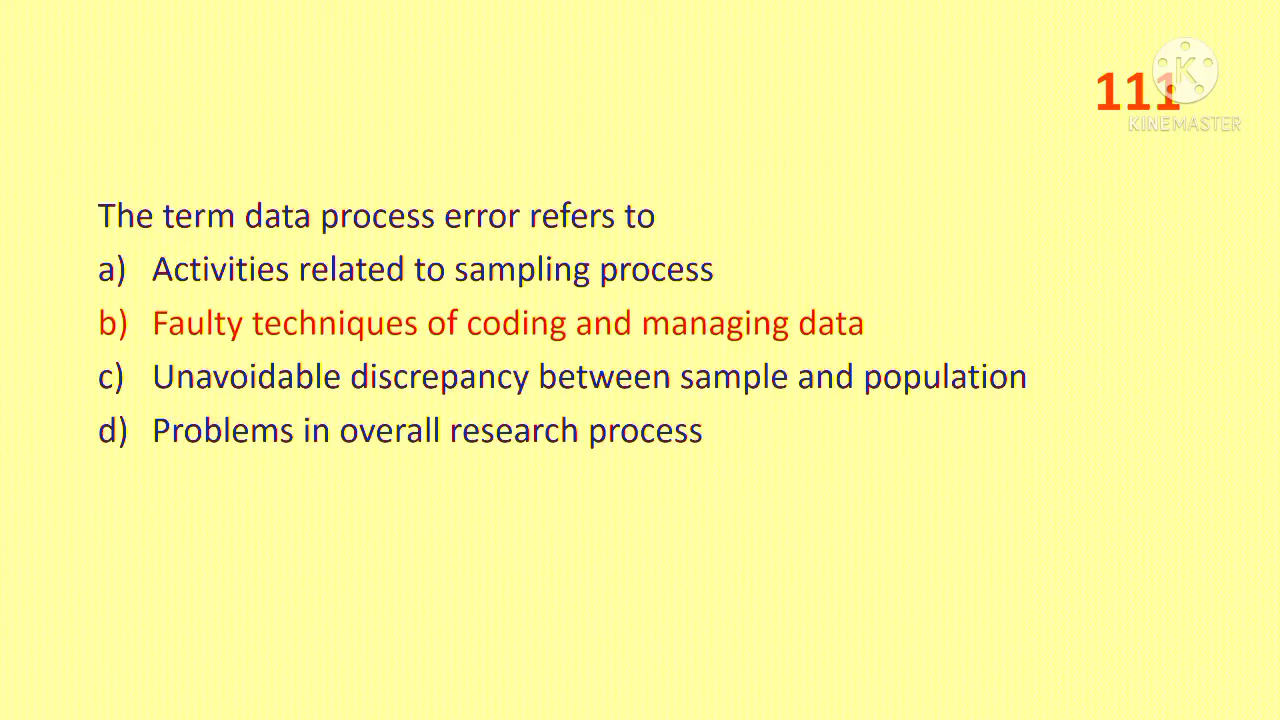 111
KINEMASTER
The term data process error refers to
a) Activities related to sampling process
b) Faulty techniques of coding and managing data
c) Unavoidable discrepancy between sample and population
d) Problems in overall research process